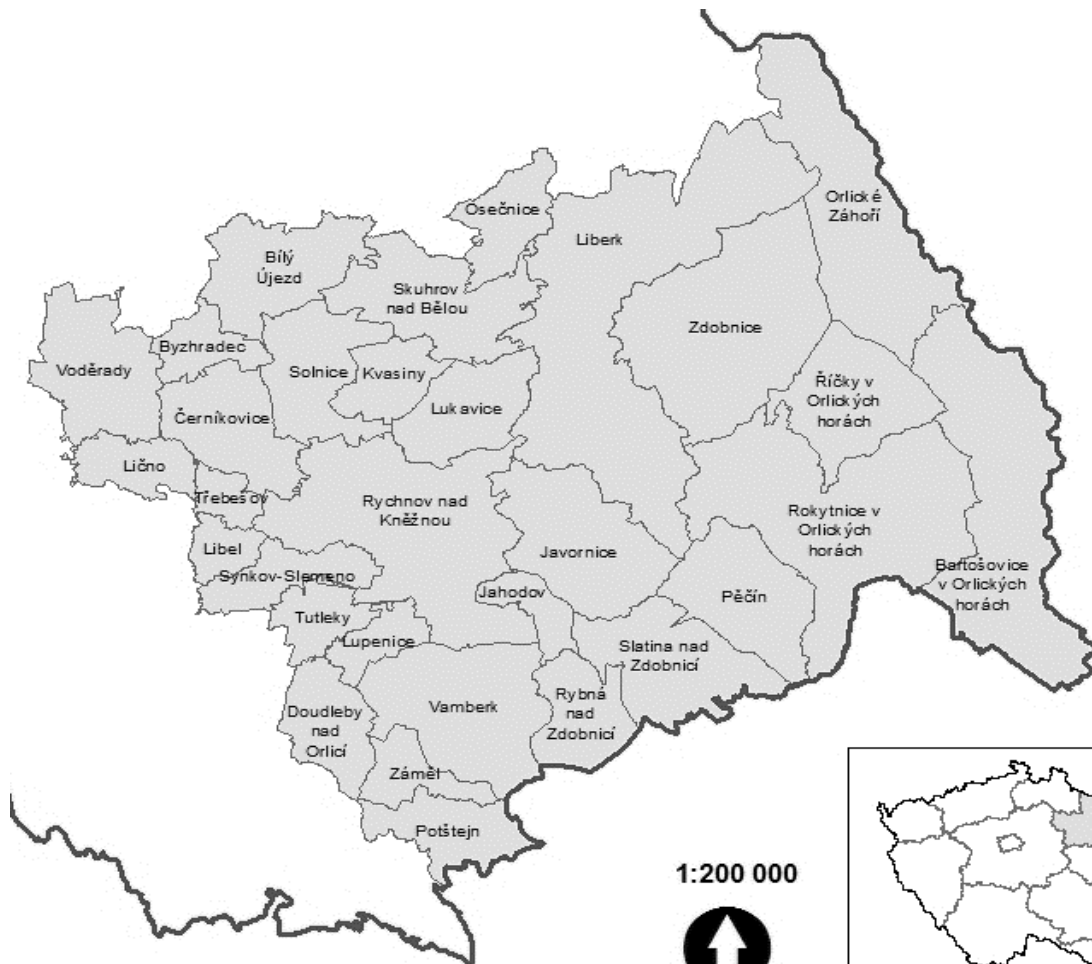 Orlické
Záhoří
Osečnice
Liberk
Bílý
Újezd
Skuhrov
nad Bělou
Zdobnice
Byzhradec
Voděrady
Solnice
Kvasiny
Říčky v
Orlických
horách
Lukavice
Černíkovice
Lično
Třebešov
Rychnov nad
Kněžnou
Rokytnice v
Orlických
horách
Libel
Javornice
Synkov-Slemeno
Bartošovice
v Orlických
horách
Jahodov
Pěčín
Tutleky
Lupenice
Slatina nad
Zdobnicí
Rybná
nad
Zdobnicí
Vamberk
Doudleby
nad
Orlicí
Záměl
Potštejn
1:200 000